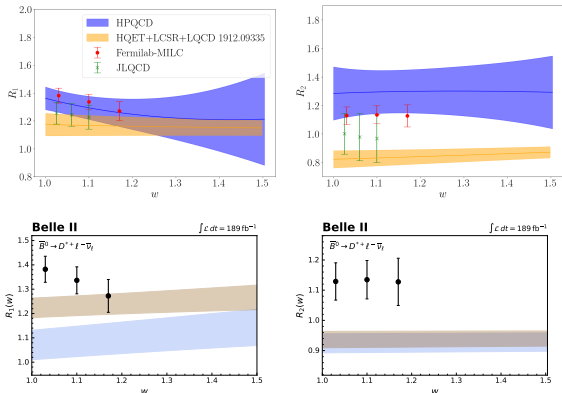 2.0
1.8
1.6
1.4
1.2
1.0
0.8
R₁
1.0 1.1 1.2 1.3 1.4 1.5
w
HPQCD
HQET+LCSR+LQCD 1912.09335
Fermilab-MILC
JLQCD
1.8
1.6
1.4
1.2
1.0
0.8
R₂
1.0 1.1 1.2 1.3 1.4 1.5
w
Belle II
∫ℒ dt = 189 fb⁻¹
B̅⁰ → D*⁺ ℓ⁻ ν̅ℓ
1.5
1.4
1.3
1.2
1.1
1.0
R₁(w)
1.0 1.1 1.2 1.3 1.4 1.5
w
Belle II
∫ℒ dt = 189 fb⁻¹
B̅⁰ → D*⁺ ℓ⁻ ν̅ℓ
1.2
1.1
1.0
0.9
R₂(w)
1.0 1.1 1.2 1.3 1.4 1.5
w